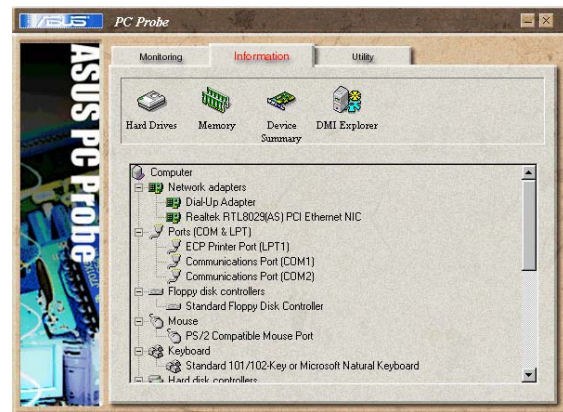 ASUS
PC Probe
ASUS PC Probe
Monitoring
Information
Utility
Hard Drives
Memory
Device
Summary
DMI Explorer
Computer
Network adapters
Dial-Up Adapter
Realtek RTL8029(AS) PCI Ethernet NIC
Ports (COM & LPT)
ECP Printer Port (LPT1)
Communications Port (COM1)
Communications Port (COM2)
Floppy disk controllers
Standard Floppy Disk Controller
Mouse
PS/2 Compatible Mouse Port
Keyboard
Standard 101/102-Key or Microsoft Natural Keyboard
Hard disk controllers